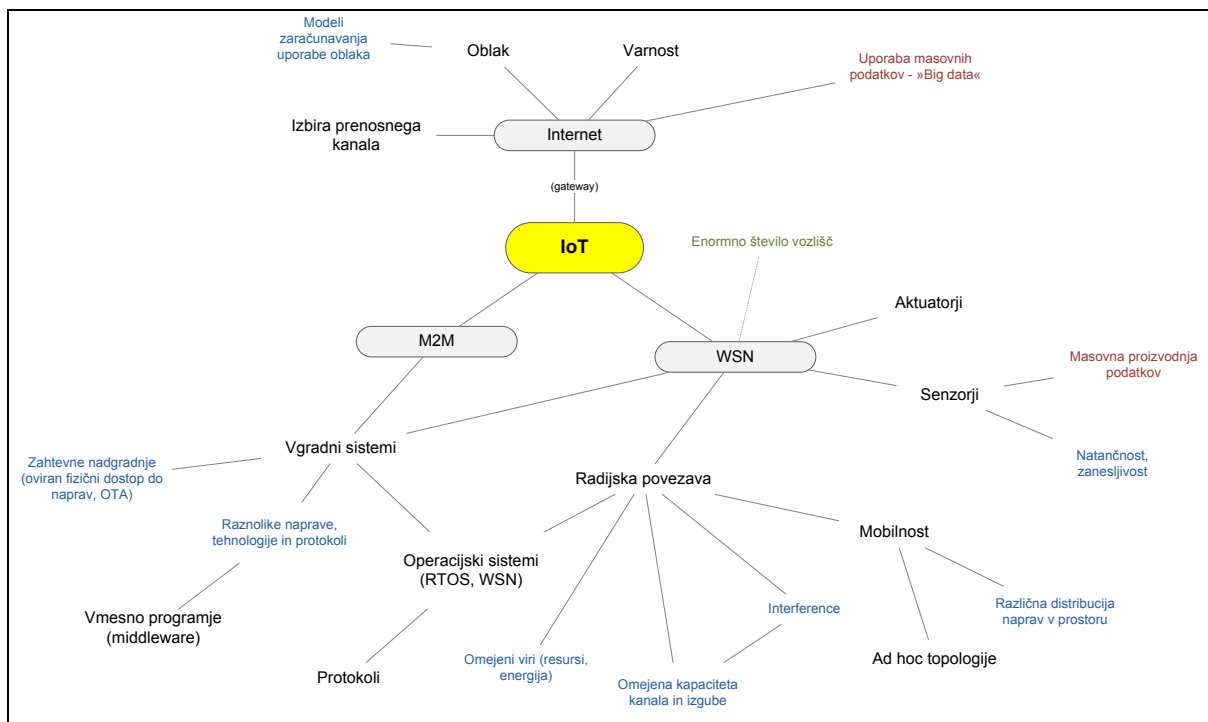 Modeli
zaračunavanja
uporabe oblaka
Oblak
Varnost
Uporaba masovnih
podatkov - »Big data«
Izbira prenosnega
kanala
Internet
(gateway)
IoT
Enormno število vozlišč
Aktuatorji
M2M
WSN
Masovna proizvodnja
podatkov
Senzorji
Vgradni sistemi
Natančnost,
zanesljivost
Zahtevne nadgradnje
(oviran fizični dostop do
naprav, OTA)
Radijska povezava
Raznolike naprave,
tehnologije in protokoli
Mobilnost
Operacijski sistemi
(RTOS, WSN)
Vmesno programje
(middleware)
Interference
Različna distribucija
naprav v prostoru
Protokoli
Omejeni viri (resursi,
energija)
Ad hoc topologije
Omejena kapaciteta
kanala in izgube